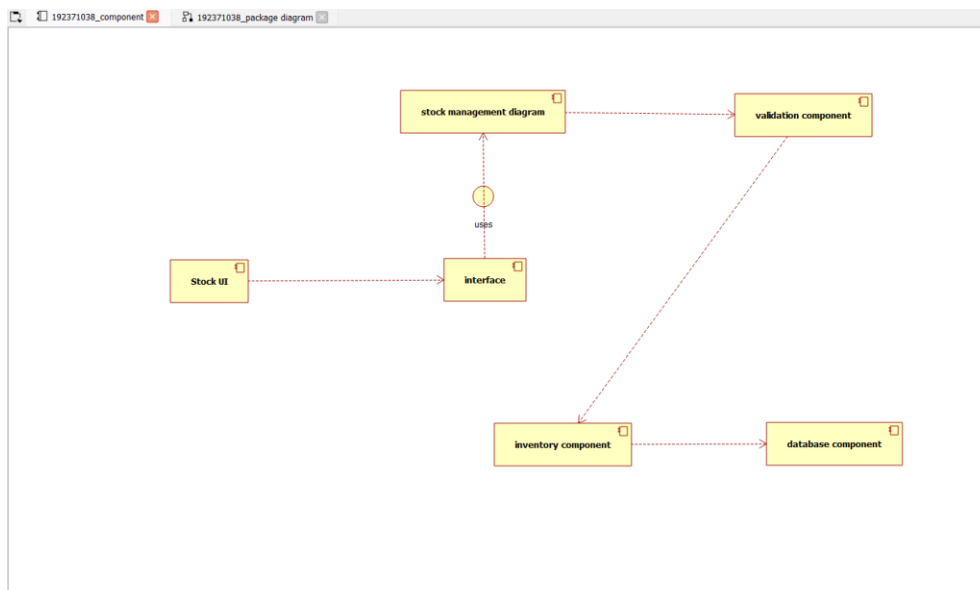 192371038_component
192371038_package diagram
stock management diagram
validation component
uses
Stock UI
interface
inventory component
database component